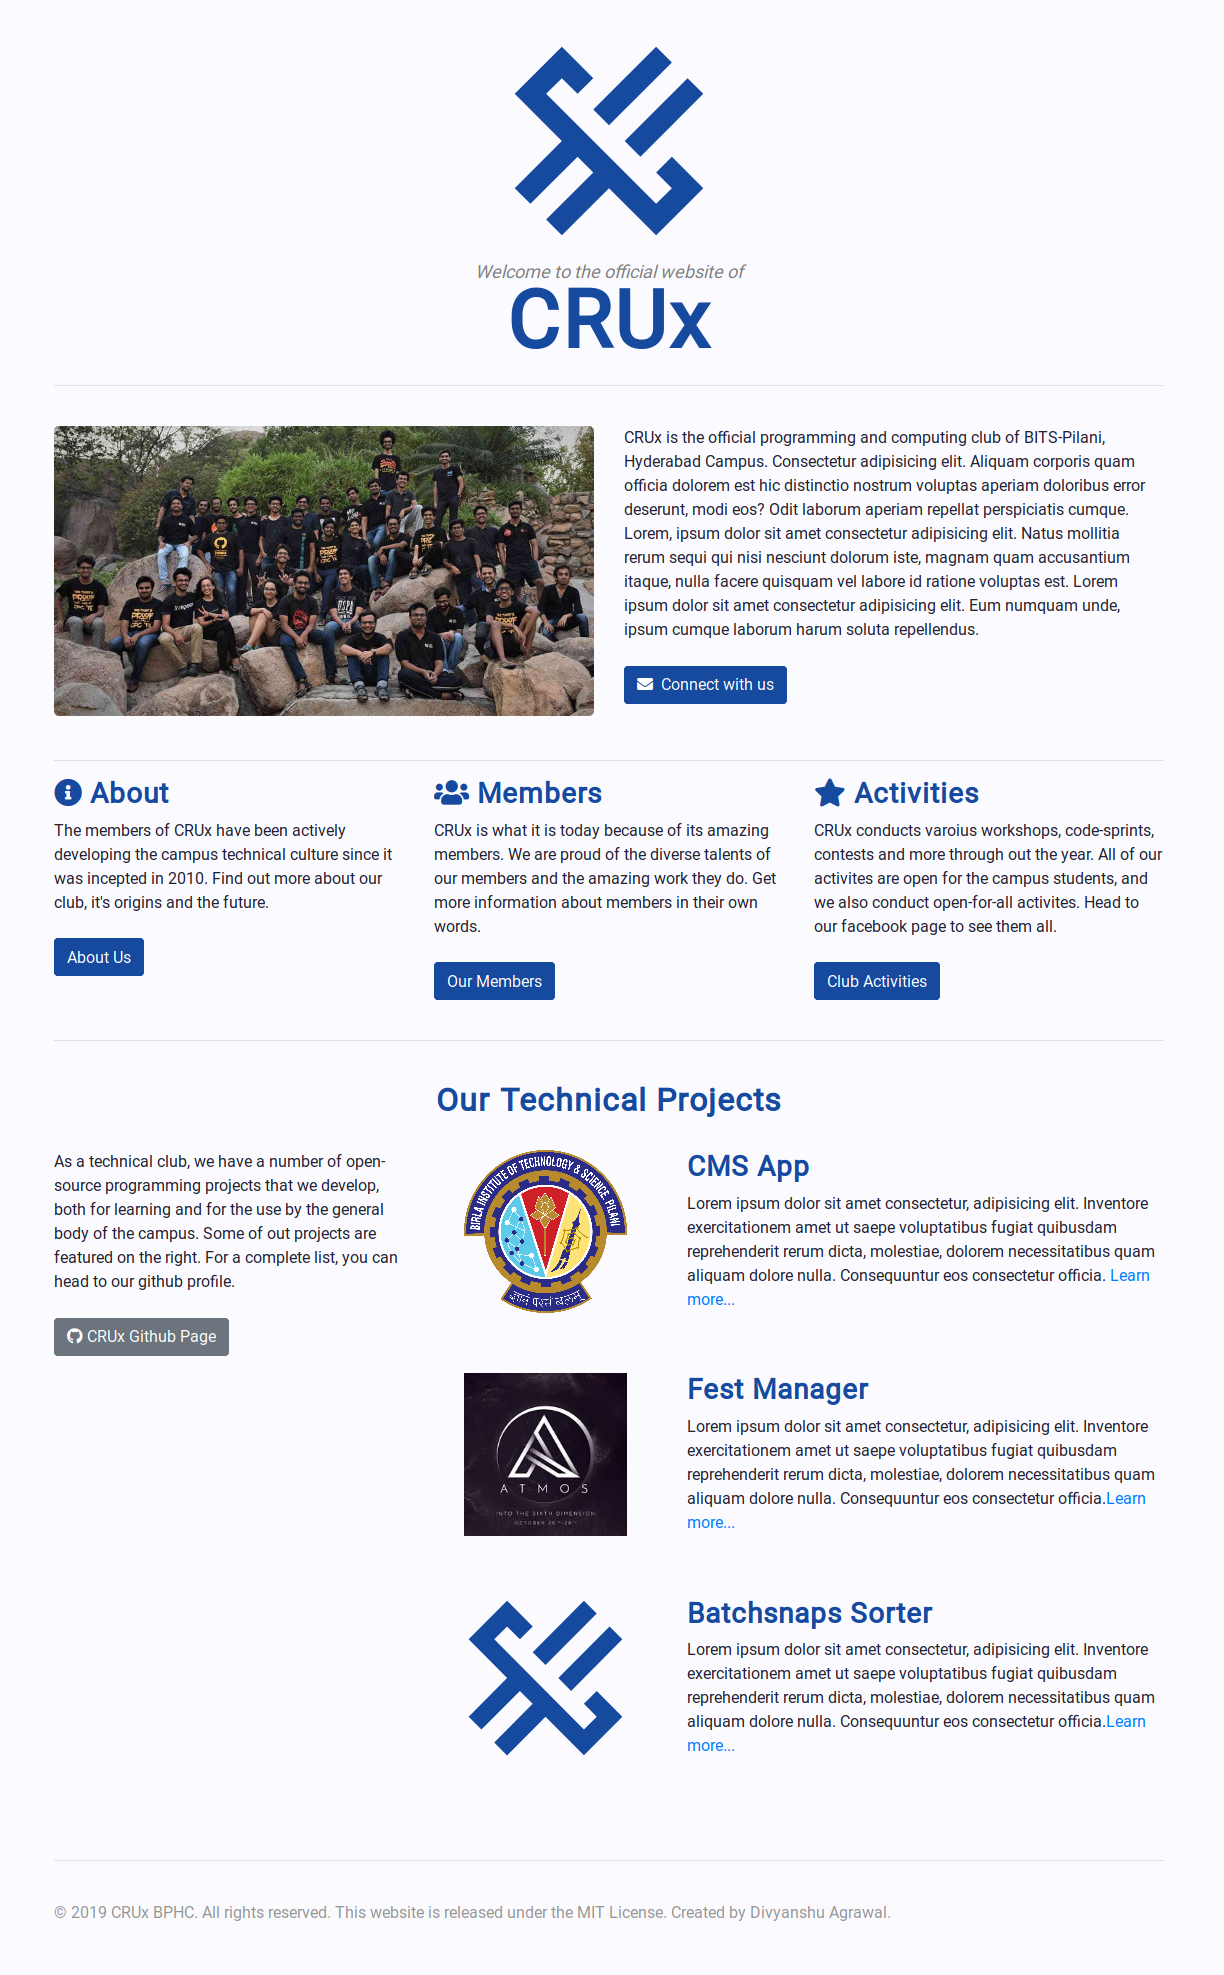 Welcome to the official website of
CRUx
CRUx is the official programming and computing club of BITS-Pilani,
Hyderabad Campus. Consectetur adipisicing elit. Aliquam corporis quam
officia dolorem est hic distinctio nostrum voluptas aperiam doloribus error
deserunt, modi eos? Odit laborum aperiam repellat perspiciatis cumque.
Lorem, ipsum dolor sit amet consectetur adipisicing elit. Natus mollitia
rerum sequi qui nisi nesciunt dolorum iste, magnam quam accusantium
itaque, nulla facere quisquam vel labore id ratione voluptas est. Lorem
ipsum dolor sit amet consectetur adipisicing elit. Eum numquam unde,
ipsum cumque laborum harum soluta repellendus.
Connect with us
About
The members of CRUx have been actively
developing the campus technical culture since it
was incepted in 2010. Find out more about our
club, it's origins and the future.
About Us
Members
CRUx is what it is today because of its amazing
members. We are proud of the diverse talents of
our members and the amazing work they do. Get
more information about members in their own
words.
Our Members
Activities
CRUx conducts varoius workshops, code-sprints,
contests and more through out the year. All of our
activites are open for the campus students, and
we also conduct open-for-all activites. Head to
our facebook page to see them all.
Club Activities
Our Technical Projects
As a technical club, we have a number of open-
source programming projects that we develop,
both for learning and for the use by the general
body of the campus. Some of out projects are
featured on the right. For a complete list, you can
head to our github profile.
CRUx Github Page
BIRLA INSTITUTE OF TECHNOLOGY & SCIENCE, PILANI
ज्ञानं परमं बलम्
CMS App
Lorem ipsum dolor sit amet consectetur, adipisicing elit. Inventore
exercitationem amet ut saepe voluptatibus fugiat quibusdam
reprehenderit rerum dicta, molestiae, dolorem necessitatibus quam
aliquam dolore nulla. Consequuntur eos consectetur officia. Learn
more...
ATMOS
INTO THE SIXTH DIMENSION
Fest Manager
Lorem ipsum dolor sit amet consectetur, adipisicing elit. Inventore
exercitationem amet ut saepe voluptatibus fugiat quibusdam
reprehenderit rerum dicta, molestiae, dolorem necessitatibus quam
aliquam dolore nulla. Consequuntur eos consectetur officia.Learn
more...
Batchsnaps Sorter
Lorem ipsum dolor sit amet consectetur, adipisicing elit. Inventore
exercitationem amet ut saepe voluptatibus fugiat quibusdam
reprehenderit rerum dicta, molestiae, dolorem necessitatibus quam
aliquam dolore nulla. Consequuntur eos consectetur officia.Learn
more...
© 2019 CRUx BPHC. All rights reserved. This website is released under the MIT License. Created by Divyanshu Agrawal.